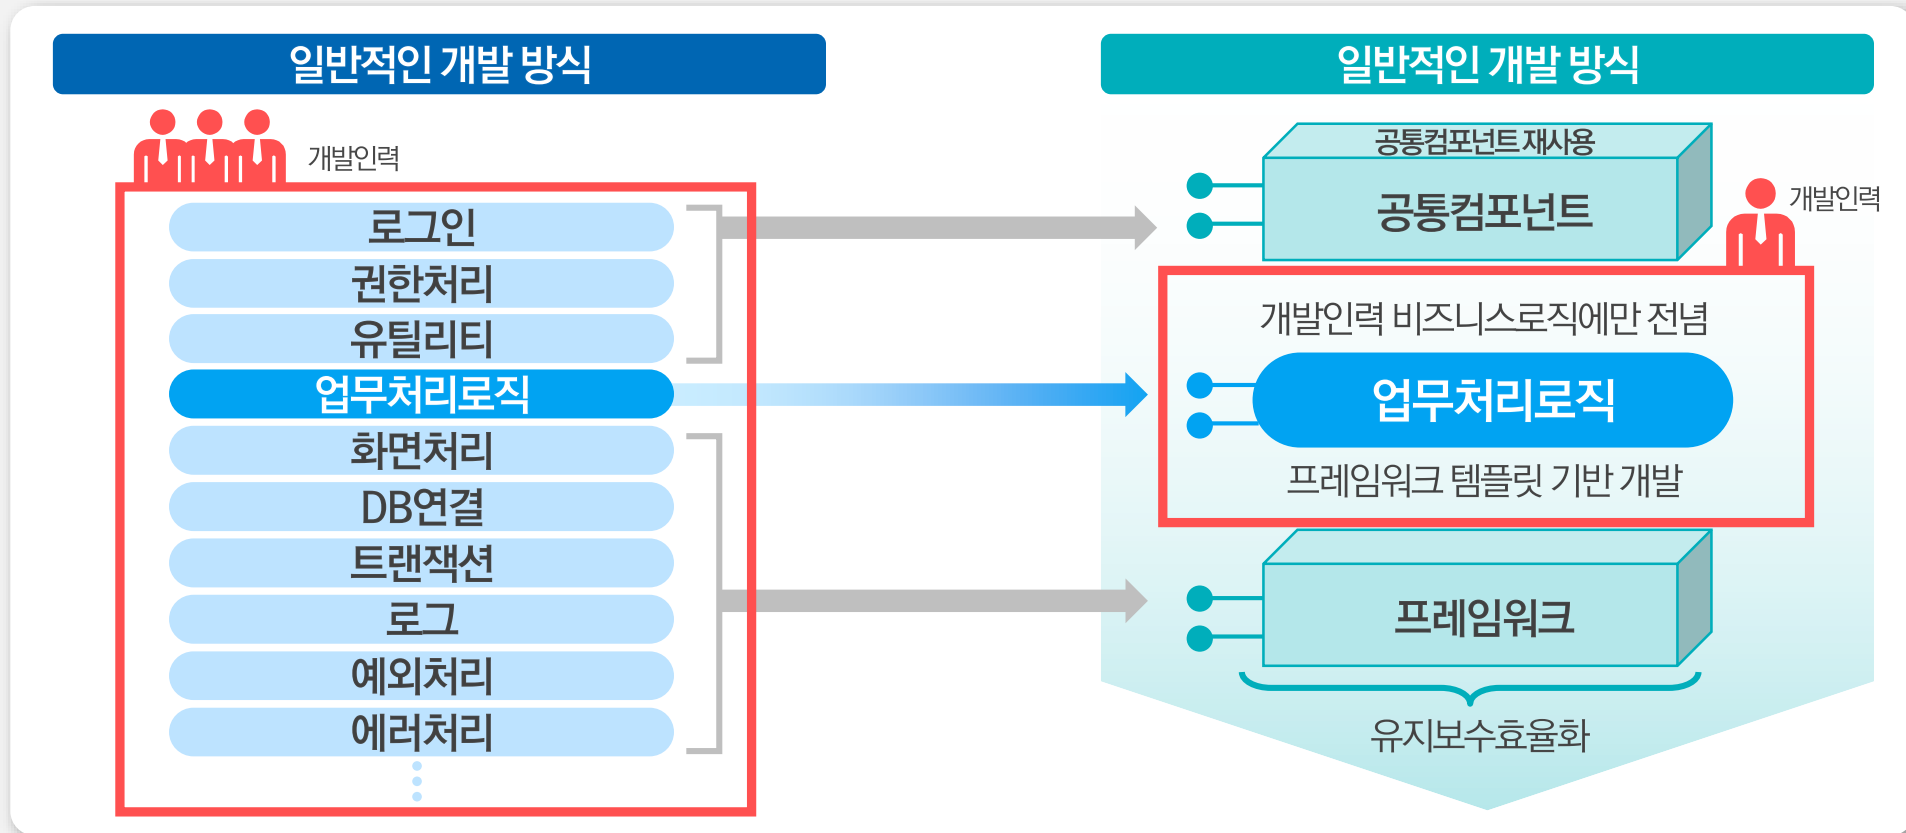 일반적인 개발 방식
개발인력
로그인
권한처리
유틸리티
업무처리로직
화면처리
DB연결
트랜잭션
로그
예외처리
에러처리
일반적인 개발 방식
공통컴포넌트 재사용
공통컴포넌트
개발인력
개발인력 비즈니스로직에만 전념
업무처리로직
프레임워크 템플릿 기반 개발
프레임워크
유지보수효율화